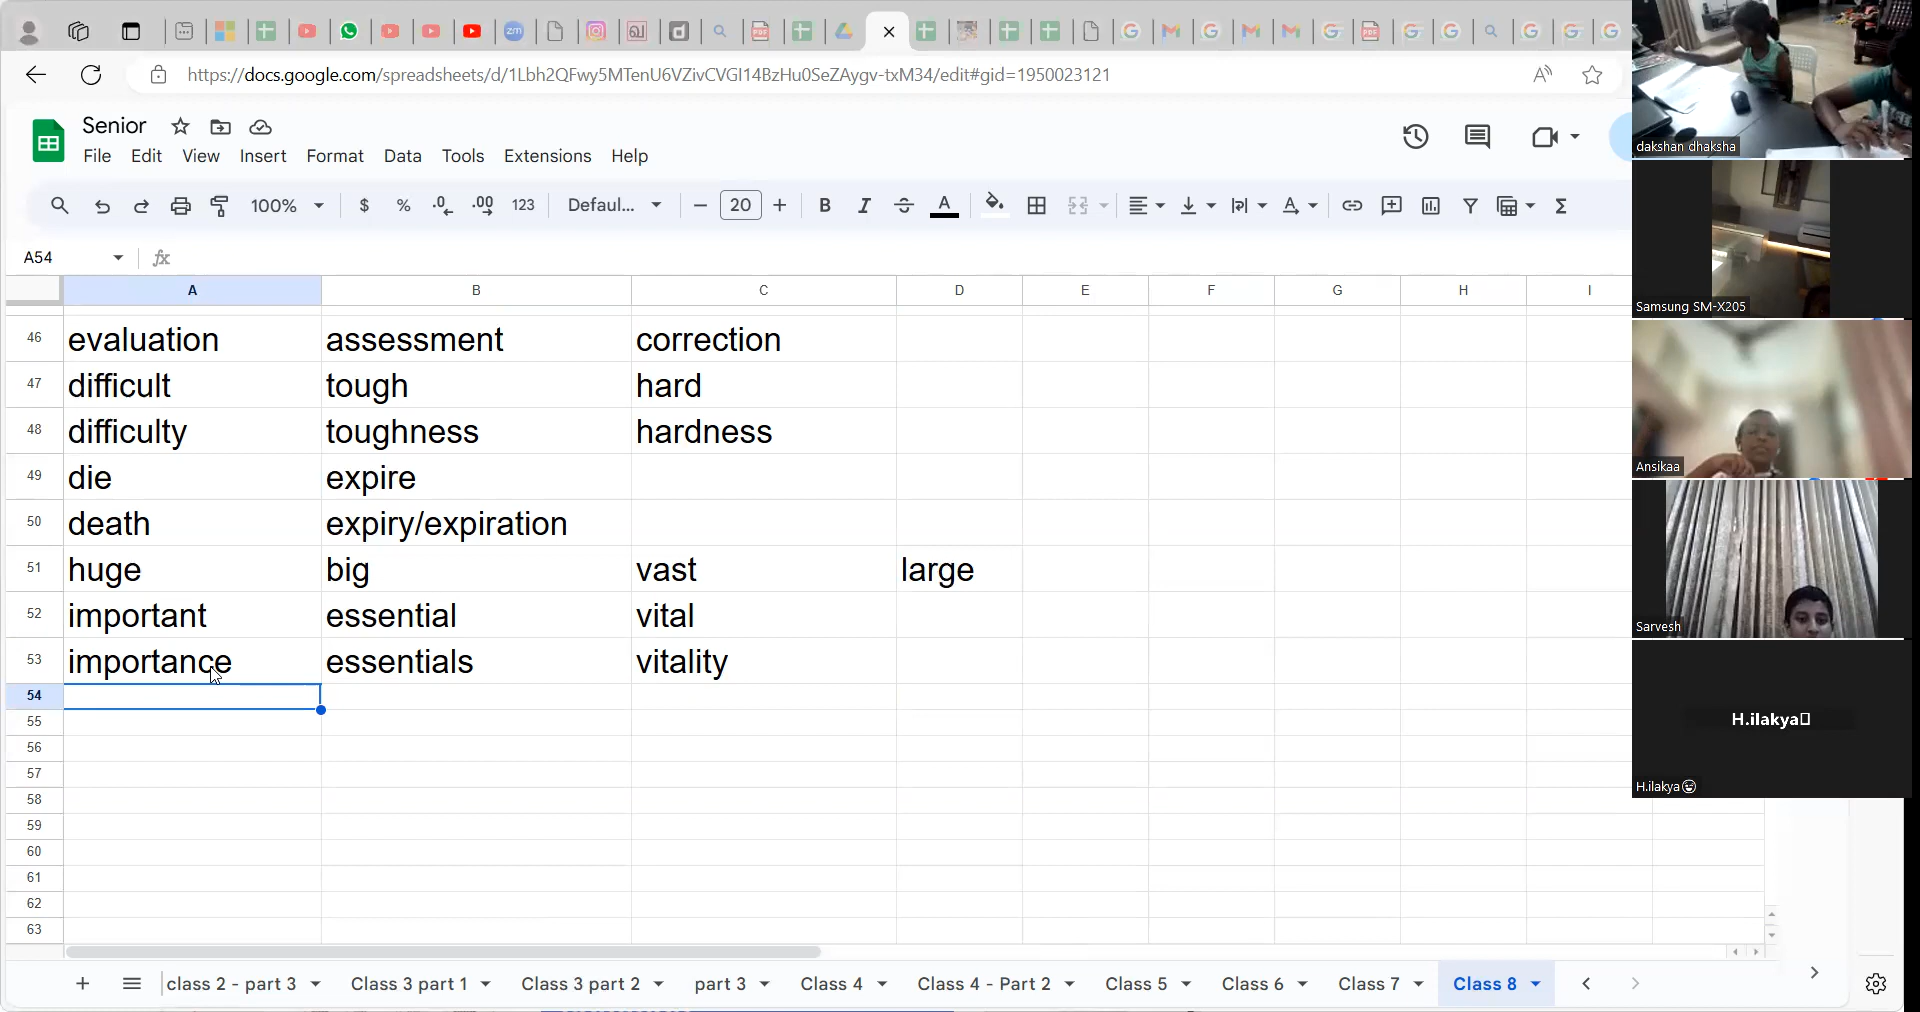 https://docs.google.com/spreadsheets/d/1Lbh2QFwy5MTenU6VZivCVGI14BzHu0SeZAygv-txM34/edit#gid=1950023121
Senior
File Edit View Insert Format Data Tools Extensions Help
100% $ % .0 .00 123 Defaul... 20 B I A
A54 fx
A B C D E F G H I
46 evaluation assessment correction
47 difficult tough hard
48 difficulty toughness hardness
49 die expire
50 death expiry/expiration
51 huge big vast large
52 important essential vital
53 importance essentials vitality
54
55
56
57
58
59
60
61
62
63
class 2 - part 3 Class 3 part 1 Class 3 part 2 part 3 Class 4 Class 4 - Part 2 Class 5 Class 6 Class 7 Class 8
dakshan dhaksha
Samsung SM-X205
Ansikaa
Sarvesh
H.ilakya
H.ilakya😀